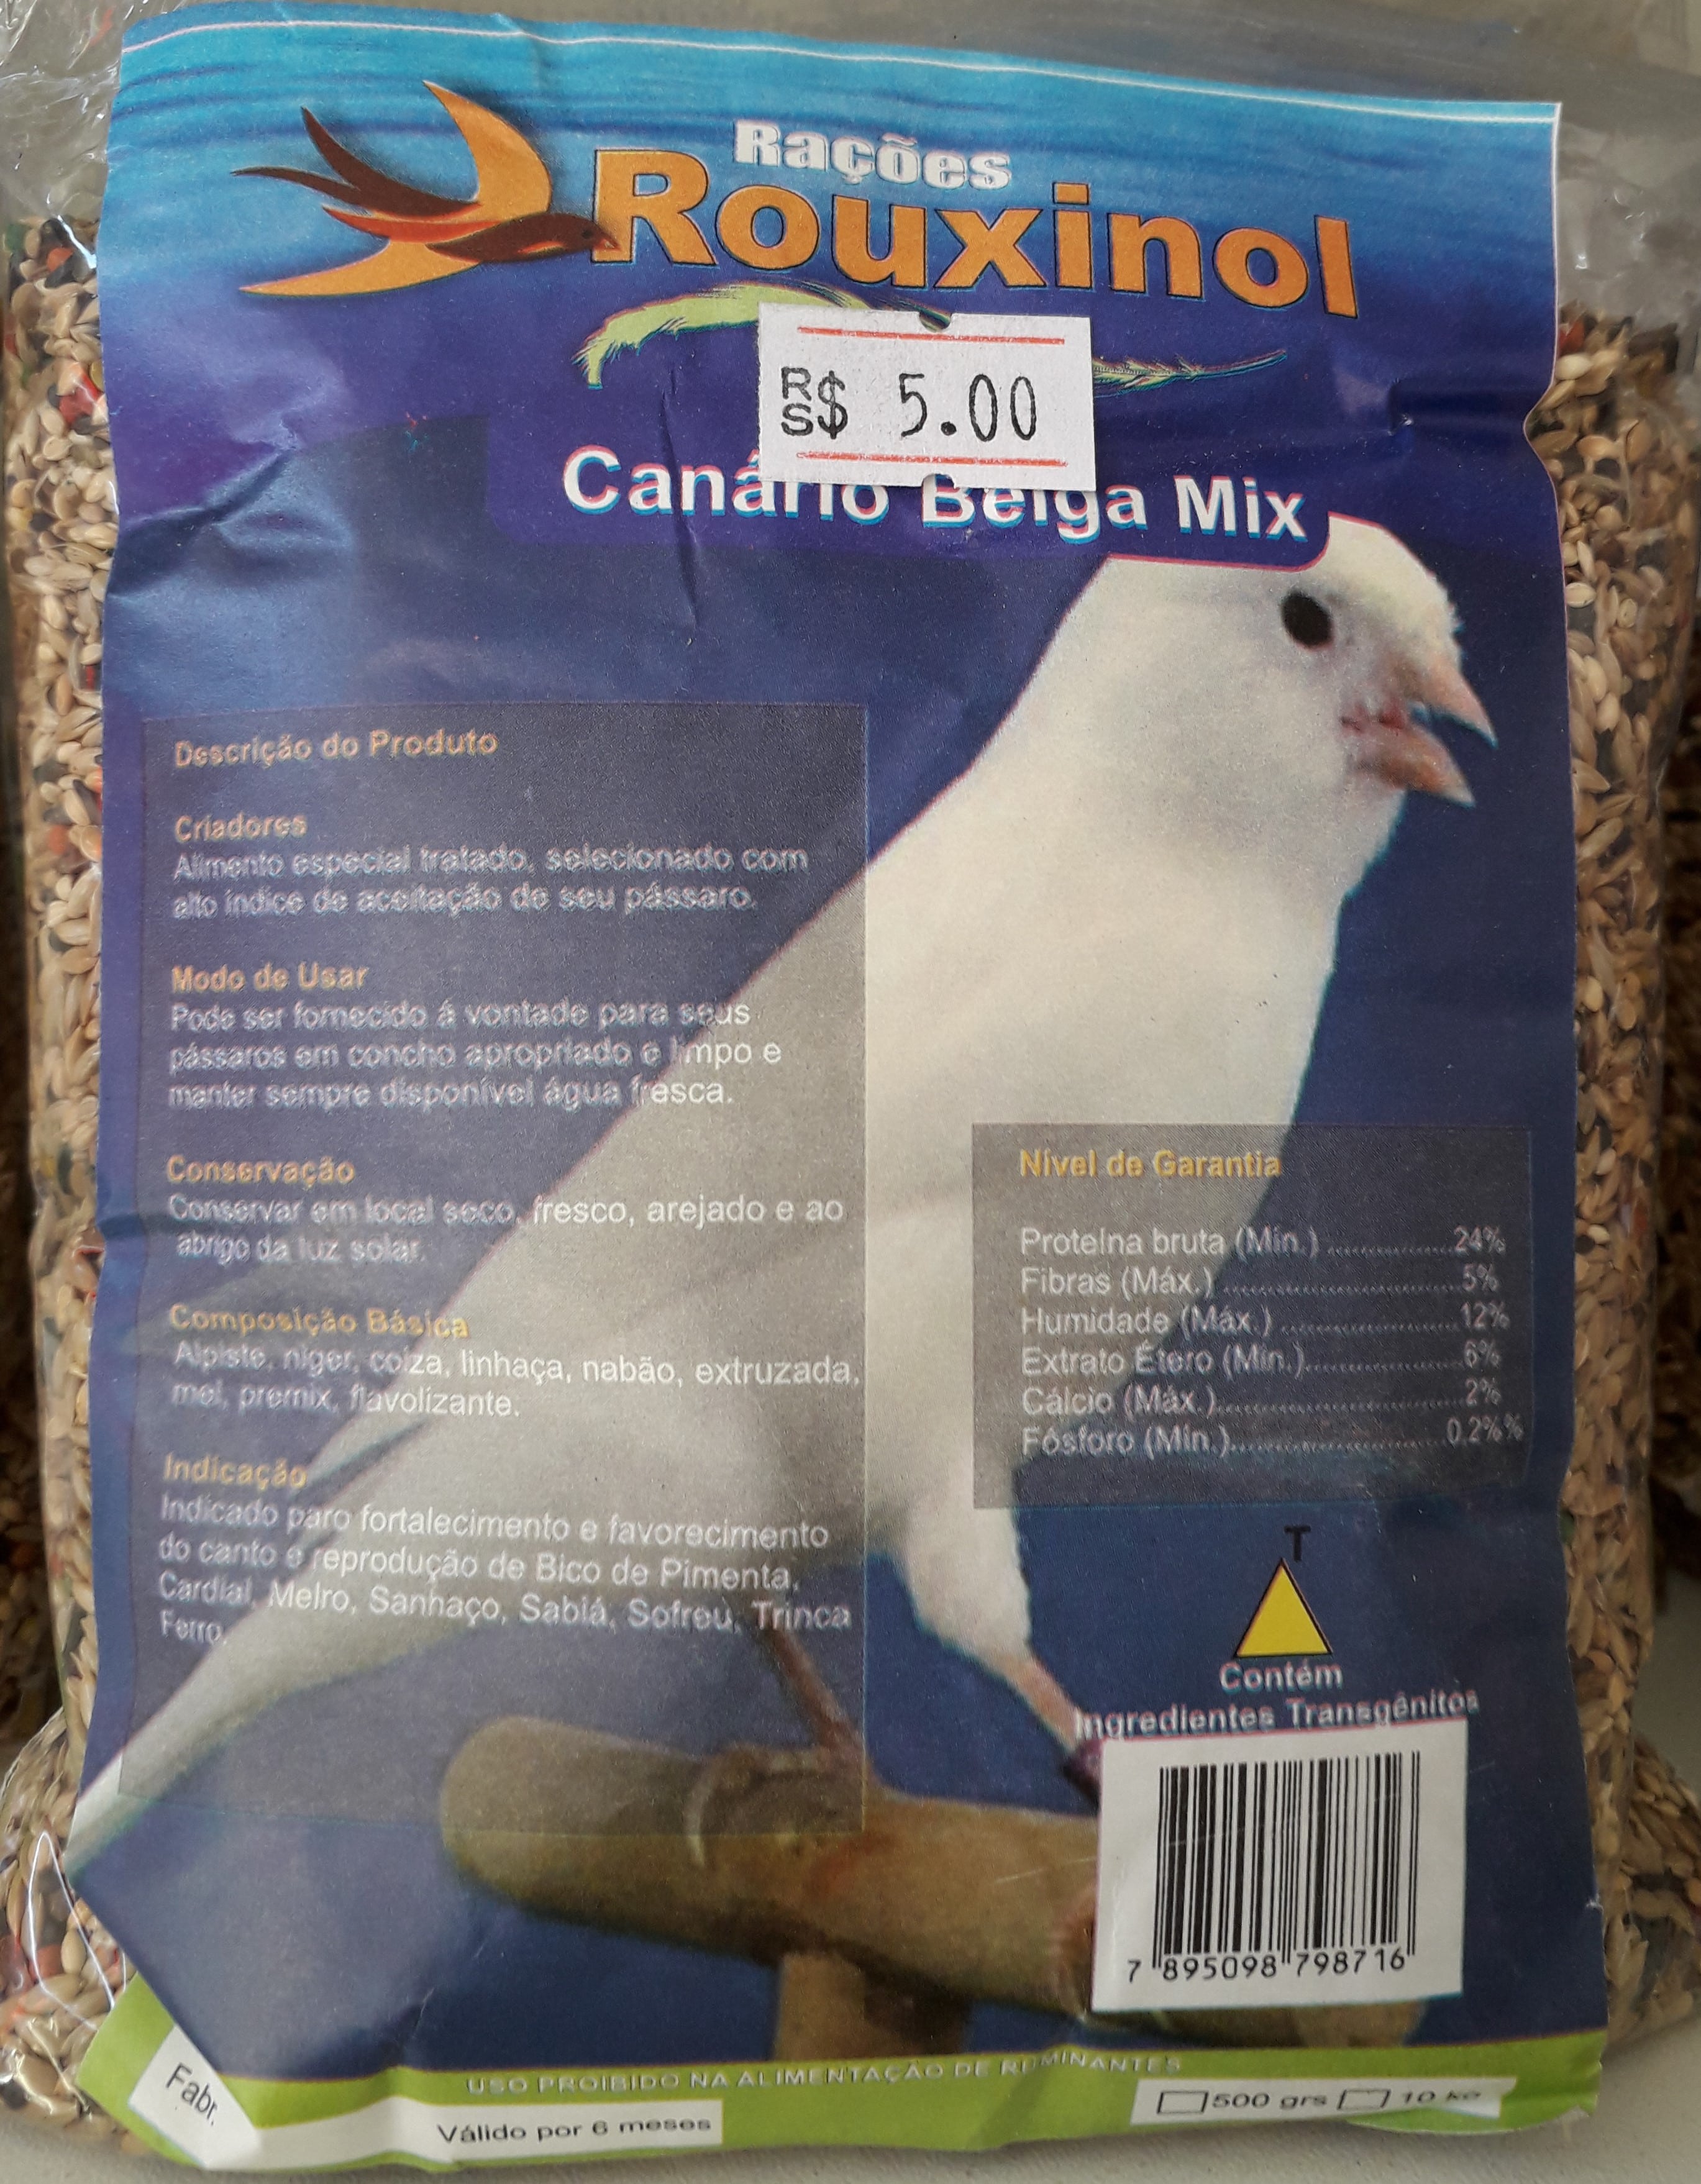 Rações
Rouxinol
R
S$ 5.00
Canário Belga Mix
Descrição do Produto
Criadores
Alimento especial tratado, selecionado com
alto índice de aceitação de seu pássaro.
Modo de Usar
Pode ser fornecido á vontade para seus
pássaros em concho apropriado e limpo e
manter sempre disponível água fresca.
Conservação
Conservar em local seco, fresco, arejado e ao
abrigo da luz solar.
Composição Básica
Alpiste, niger, colza, linhaça, nabão, extruzada,
mel, premix, flavolizante.
Indicação
Indicado paro fortalecimento e favorecimento
do canto e reprodução de Bico de Pimenta,
Cardial, Melro, Sanhaço, Sabiá, Sofreu, Trinca
Ferro.
Nível de Garantia
Proteína bruta (Min.) 24%
Fibras (Máx.) 5%
Humidade (Máx.) 12%
Extrato Étero (Min.) 6%
Cálcio (Máx.) 2%
Fósforo (Min.) 0,2%%
T
Contém
Ingredientes Transgênitos
7 895098 798716
USO PROIBIDO NA ALIMENTAÇÃO DE RUMINANTES
Fabr.
Válido por 6 meses
500 grs 10